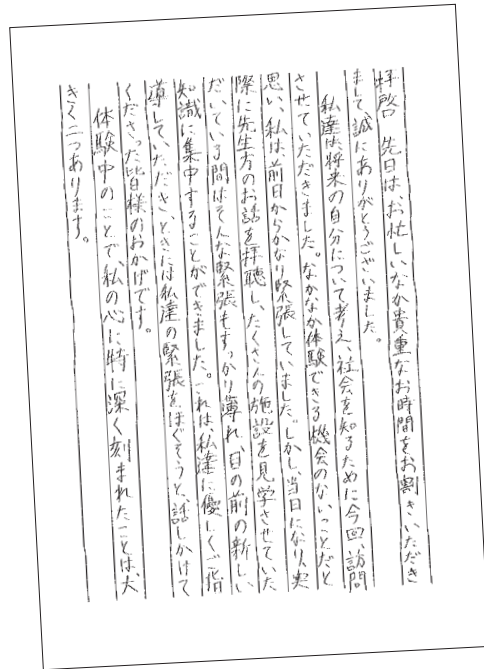 拝啓　先日は、お忙しいなか貴重なお時間をお割きいただき
まして、誠にありがとうございました。
私達は将来の自分について考え、社会を知るために今回、訪問
させていただきました。なかなか体験できる機会のないことだと
思い、私は、前日からかなり緊張していました。しかし、当日になり、実
際に先生方のお話を拝聴し、たくさんの施設を見学させていた
だいている間はそんな緊張もすっかり薄れ、目の前の新しい
知識に集中することができました。これは、私達に優しくご指
導していただき、ときには私達の緊張をほぐそうと、話しかけて
くださった皆様のおかげです。
体験中のことで、私の心に特に深く刻まれたことは、大
きく二つあります。